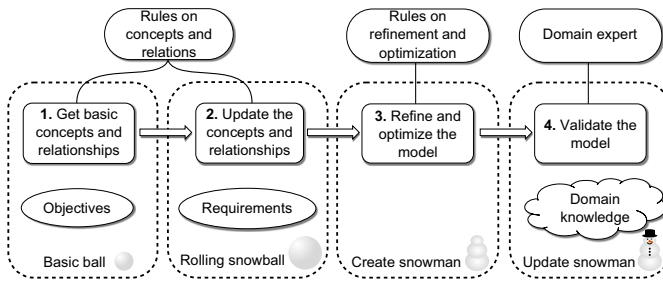 Rules on
concepts and
relations
Rules on
refinement and
optimization
Domain expert
1. Get basic
concepts and
relationships
2. Update the
concepts and
relationships
3. Refine and
optimize the
model
4. Validate the
model
Objectives
Requirements
Domain
knowledge
Basic ball
Rolling snowball
Create snowman
Update snowman